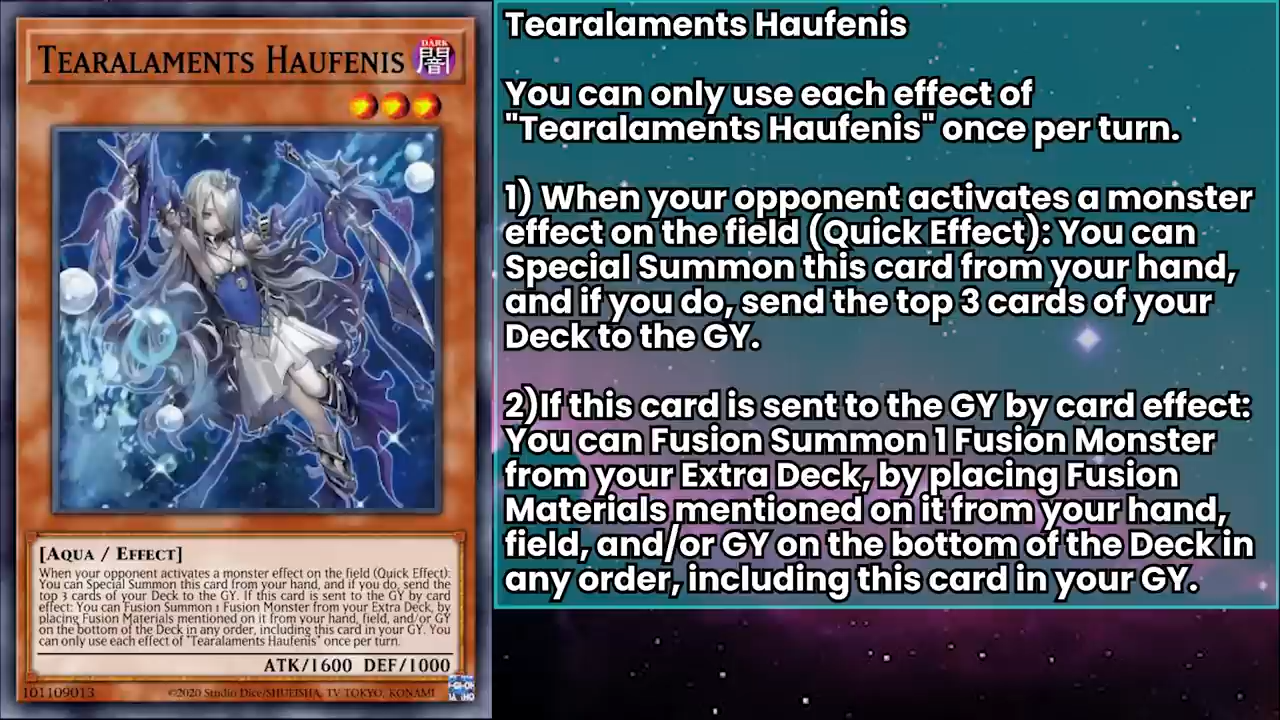 TEARALAMENTS HAUFENIS
DARK
闇
[AQUA / EFFECT]
When your opponent activates a monster effect on the field (Quick Effect):
You can Special Summon this card from your hand, and if you do, send the
top 3 cards of your Deck to the GY. If this card is sent to the GY by card
effect: You can Fusion Summon 1 Fusion Monster from your Extra Deck, by
placing Fusion Materials mentioned on it from your hand, field, and/or GY
on the bottom of the Deck in any order, including this card in your GY. You
can only use each effect of "Tearalaments Haufenis" once per turn.
ATK/1600 DEF/1000
101109013
©2020 Studio Dice/SHUEISHA, TV TOKYO, KONAMI
Tearalaments Haufenis
You can only use each effect of
"Tearalaments Haufenis" once per turn.
1) When your opponent activates a monster
effect on the field (Quick Effect): You can
Special Summon this card from your hand,
and if you do, send the top 3 cards of your
Deck to the GY.
2)If this card is sent to the GY by card effect:
You can Fusion Summon 1 Fusion Monster
from your Extra Deck, by placing Fusion
Materials mentioned on it from your hand,
field, and/or GY on the bottom of the Deck in
any order, including this card in your GY.